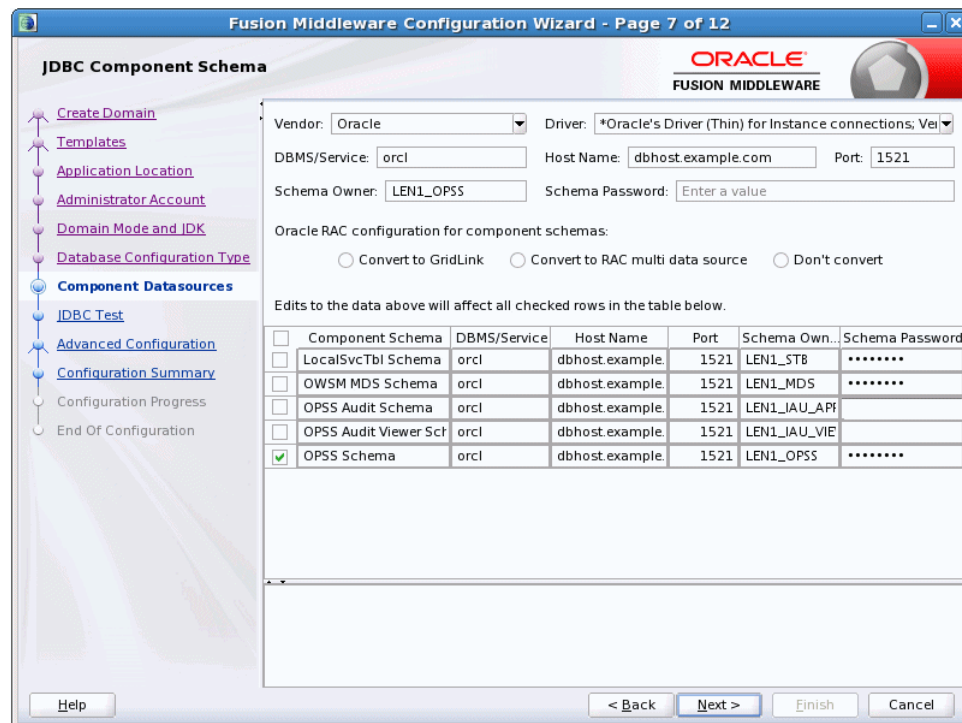 Fusion Middleware Configuration Wizard - Page 7 of 12
JDBC Component Schema
ORACLE
FUSION MIDDLEWARE
Create Domain
Templates
Application Location
Administrator Account
Domain Mode and JDK
Database Configuration Type
Component Datasources
JDBC Test
Advanced Configuration
Configuration Summary
Configuration Progress
End Of Configuration
Vendor: Oracle Driver: *Oracle's Driver (Thin) for Instance connections; Ver
DBMS/Service: orcl Host Name: dbhost.example.com Port: 1521
Schema Owner: LEN1_OPSS Schema Password: Enter a value
Oracle RAC configuration for component schemas:
Convert to GridLink Convert to RAC multi data source Don't convert
Edits to the data above will affect all checked rows in the table below.
Component Schema DBMS/Service Host Name Port Schema Own... Schema Password
LocalSvcTbl Schema orcl dbhost.example. 1521 LEN1_STB ••••••••
OWSM MDS Schema orcl dbhost.example. 1521 LEN1_MDS ••••••••
OPSS Audit Schema orcl dbhost.example. 1521 LEN1_IAU_APP
OPSS Audit Viewer Sch orcl dbhost.example. 1521 LEN1_IAU_VIE
OPSS Schema orcl dbhost.example. 1521 LEN1_OPSS ••••••••
Help < Back Next > Finish Cancel